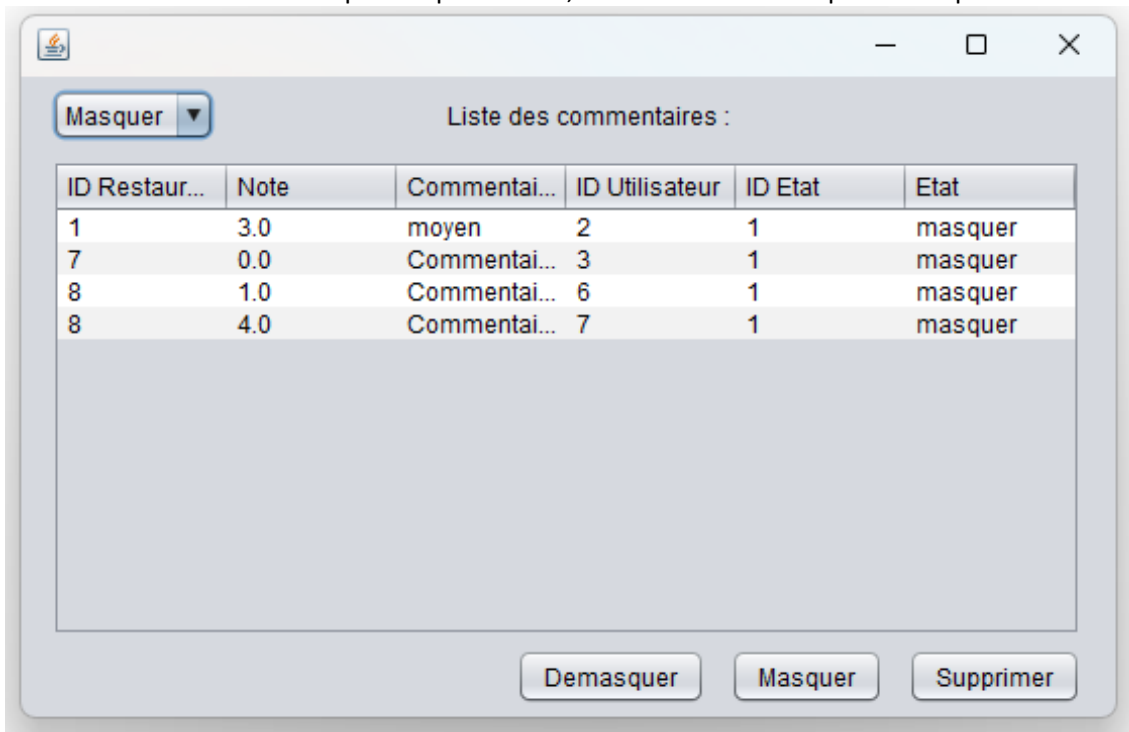 Masquer
Liste des commentaires :
ID Restaur... Note Commentai... ID Utilisateur ID Etat Etat
1 3.0 moyen 2 1 masquer
7 0.0 Commentai... 3 1 masquer
8 1.0 Commentai... 6 1 masquer
8 4.0 Commentai... 7 1 masquer
Demasquer Masquer Supprimer